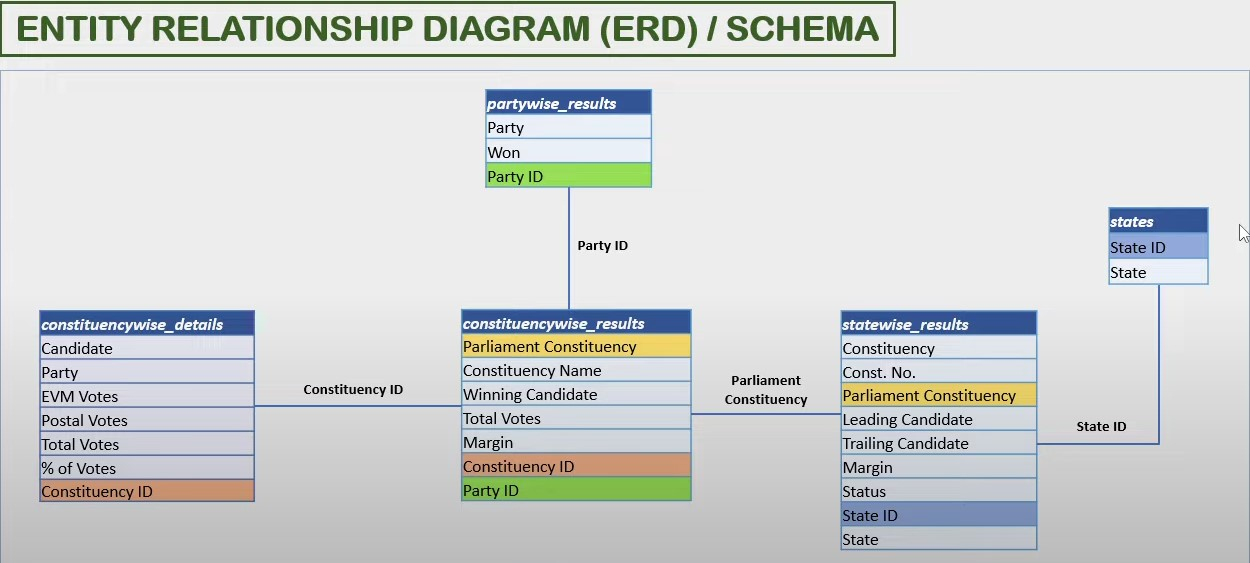 ENTITY RELATIONSHIP DIAGRAM (ERD) / SCHEMA
partywise_results
Party
Won
Party ID
Party ID
states
State ID
State
constituencywise_details
Candidate
Party
EVM Votes
Postal Votes
Total Votes
% of Votes
Constituency ID
Constituency ID
constituencywise_results
Parliament Constituency
Constituency Name
Winning Candidate
Total Votes
Margin
Constituency ID
Party ID
Parliament
Constituency
statewise_results
Constituency
Const. No.
Parliament Constituency
Leading Candidate
Trailing Candidate
Margin
Status
State ID
State
State ID